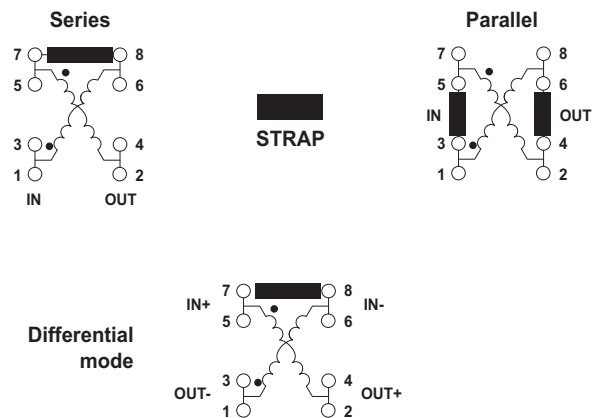 Series
7 8
5 6
3 4
1 2
IN OUT
STRAP
Parallel
7 8
5 6
IN OUT
3 4
1 2
Differential
mode
7 8
IN+ IN-
5 6
3 4
OUT- OUT+
1 2